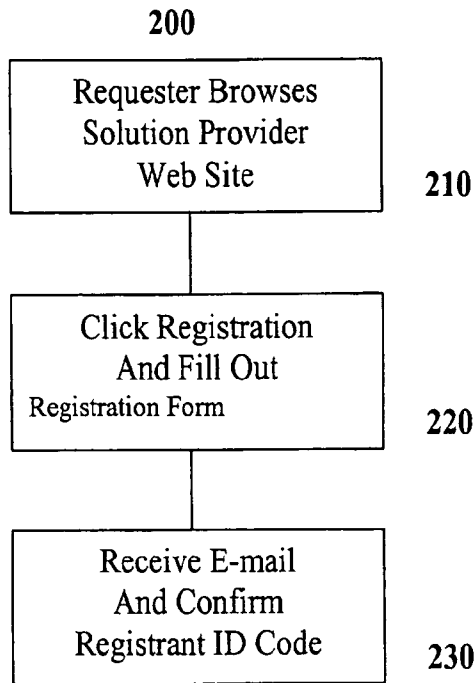 200
Requester Browses
Solution Provider
Web Site
210
Click Registration
And Fill Out
Registration Form
220
Receive E-mail
And Confirm
Registrant ID Code
230